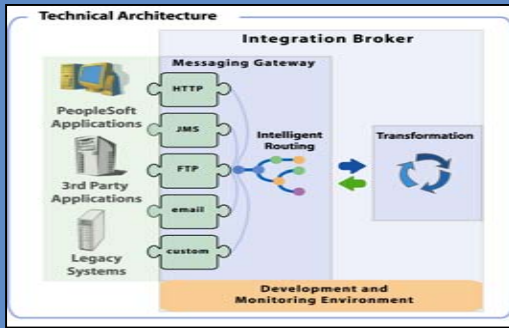 Technical Architecture
Integration Broker
Messaging Gateway
PeopleSoft
Applications
3rd Party
Applications
Legacy
Systems
HTTP
JMS
FTP
email
custom
Intelligent
Routing
Transformation
Development and
Monitoring Environment